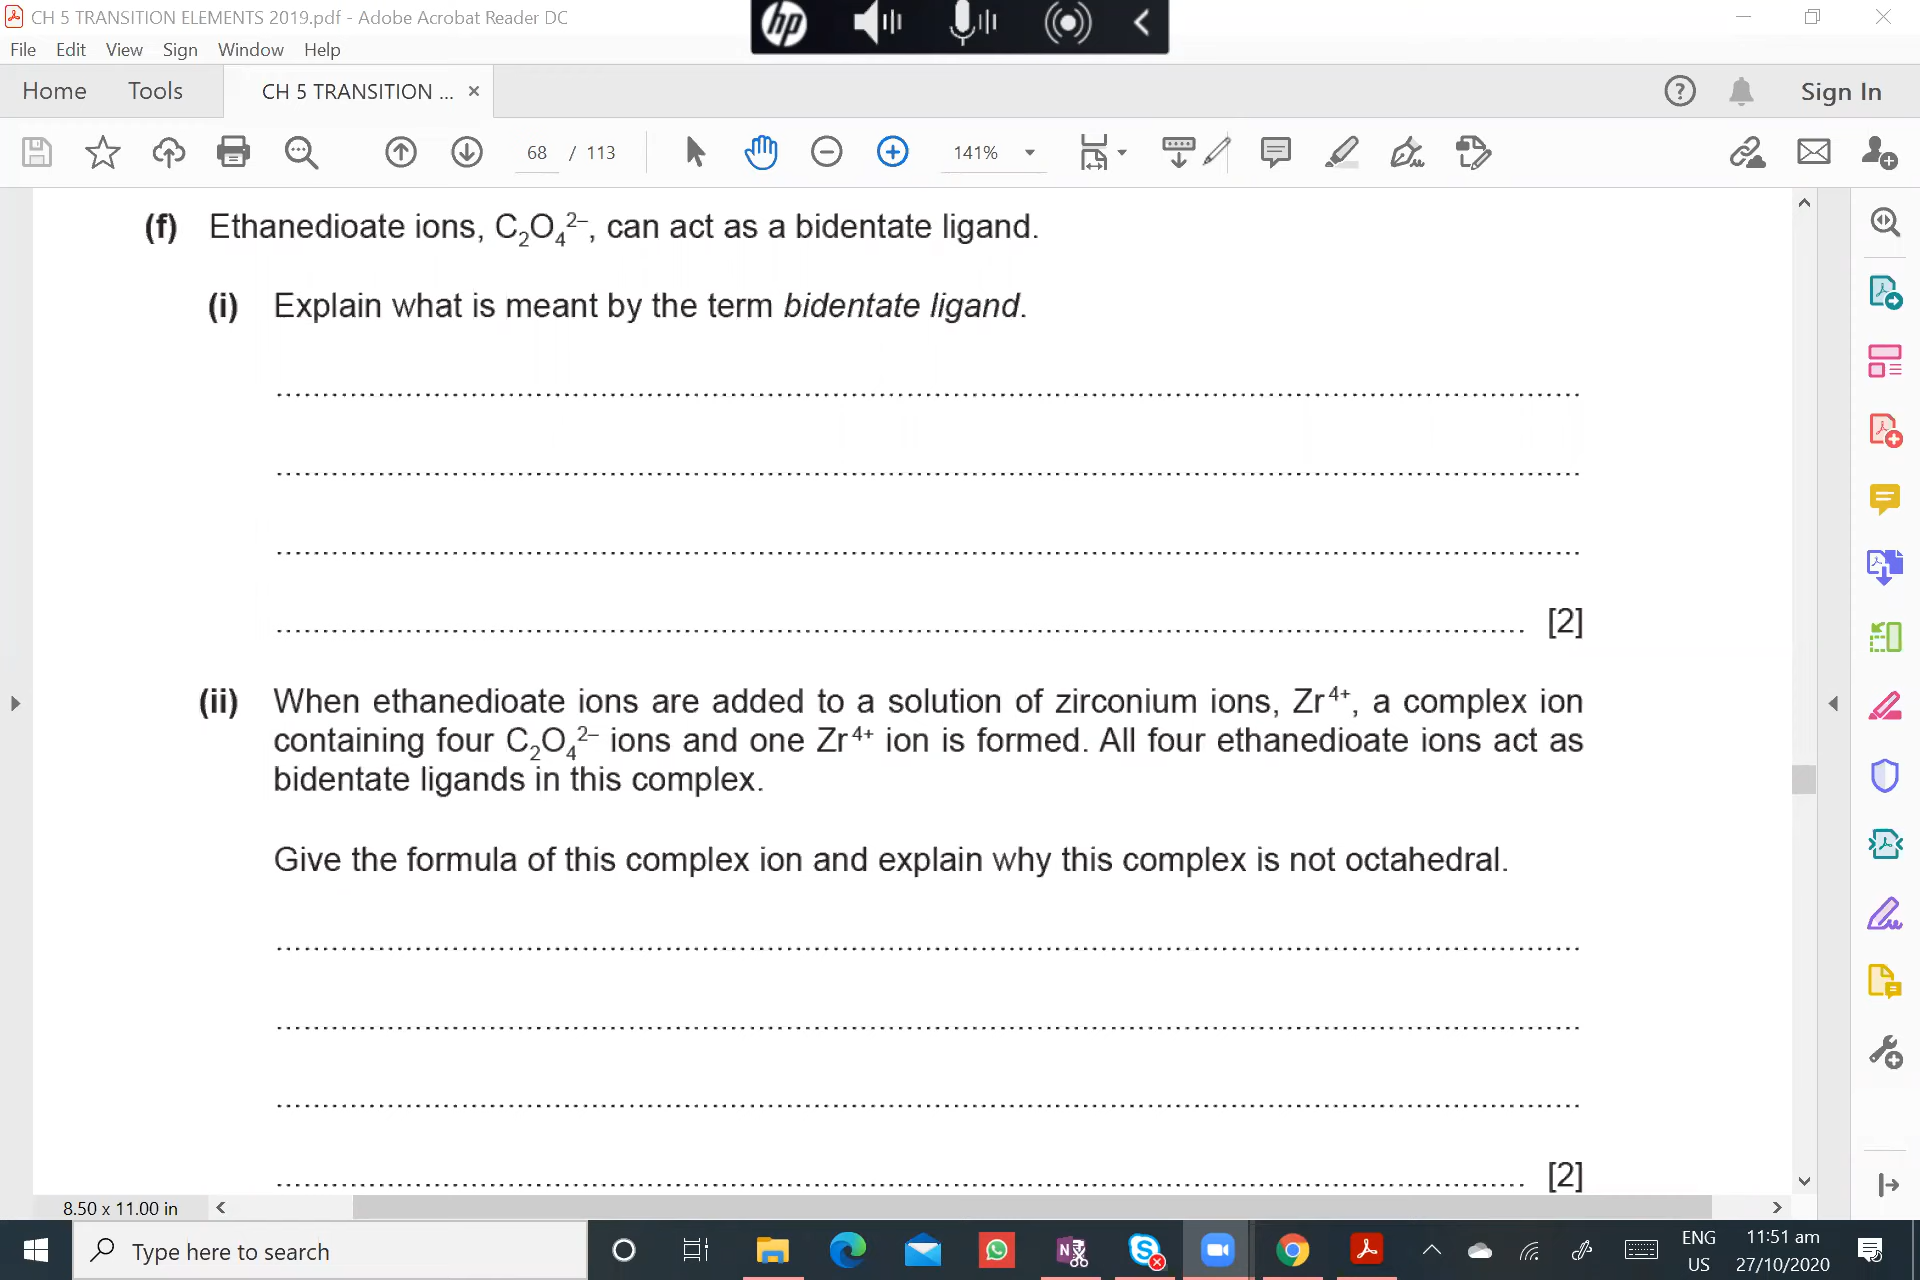 CH 5 TRANSITION ELEMENTS 2019.pdf - Adobe Acrobat Reader DC
hp
File Edit View Sign Window Help
Home Tools CH 5 TRANSITION ... × Sign In
68 / 113 141%
(f) Ethanedioate ions, C₂O₄²⁻, can act as a bidentate ligand.
(i) Explain what is meant by the term bidentate ligand.
[2]
(ii) When ethanedioate ions are added to a solution of zirconium ions, Zr⁴⁺, a complex ion
containing four C₂O₄²⁻ ions and one Zr⁴⁺ ion is formed. All four ethanedioate ions act as
bidentate ligands in this complex.
Give the formula of this complex ion and explain why this complex is not octahedral.
[2]
8.50 x 11.00 in
Type here to search
ENG 11:51 am
US 27/10/2020